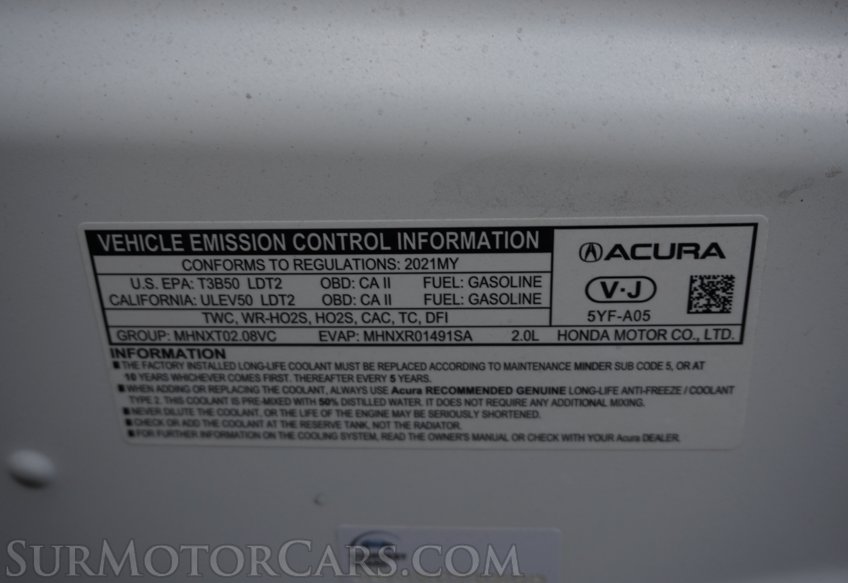 VEHICLE EMISSION CONTROL INFORMATION
CONFORMS TO REGULATIONS: 2021MY
U.S. EPA: T3B50 LDT2 OBD: CA II FUEL: GASOLINE
CALIFORNIA: ULEV50 LDT2 OBD: CA II FUEL: GASOLINE
TWC, WR-HO2S, HO2S, CAC, TC, DFI
GROUP: MHNXT02.08VC EVAP: MHNXR01491SA 2.0L
ACURA
V-J
5YF-A05
HONDA MOTOR CO., LTD.
INFORMATION
■ THE FACTORY INSTALLED LONG-LIFE COOLANT MUST BE REPLACED ACCORDING TO MAINTENANCE MINDER SUB CODE 5, OR AT
10 YEARS WHICHEVER COMES FIRST. THEREAFTER EVERY 5 YEARS.
■ WHEN ADDING OR REPLACING THE COOLANT, ALWAYS USE Acura RECOMMENDED GENUINE LONG-LIFE ANTI-FREEZE / COOLANT
TYPE 2. THIS COOLANT IS PRE-MIXED WITH 50% DISTILLED WATER. IT DOES NOT REQUIRE ANY ADDITIONAL MIXING.
■ NEVER DILUTE THE COOLANT, OR THE LIFE OF THE ENGINE MAY BE SERIOUSLY SHORTENED.
■ CHECK OR ADD THE COOLANT AT THE RESERVE TANK, NOT THE RADIATOR.
■ FOR FURTHER INFORMATION ON THE COOLING SYSTEM, READ THE OWNER'S MANUAL OR CHECK WITH YOUR Acura DEALER.
SURMOTORCARS.COM